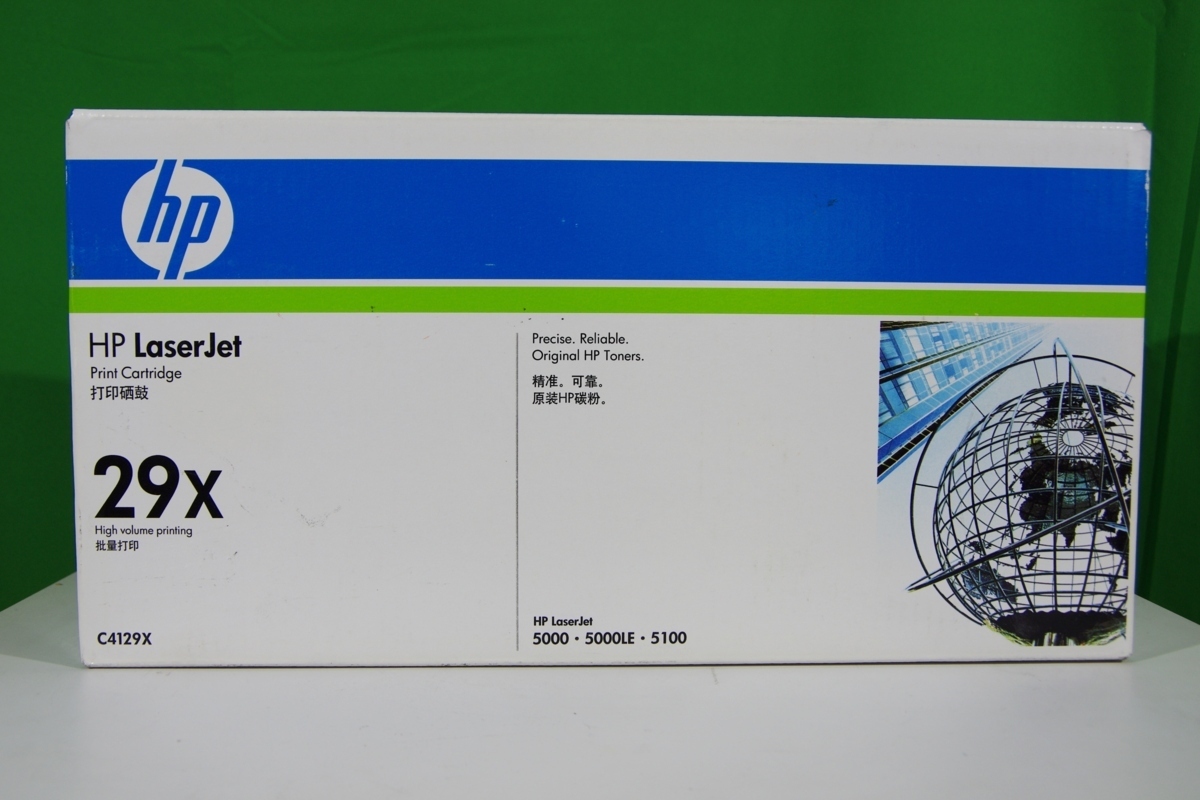 hp
HP LaserJet
Print Cartridge
打印硒鼓
29X
High volume printing
批量打印
C4129X
Precise. Reliable.
Original HP Toners.
精准。可靠。
原装HP碳粉。
HP LaserJet
5000 • 5000LE • 5100